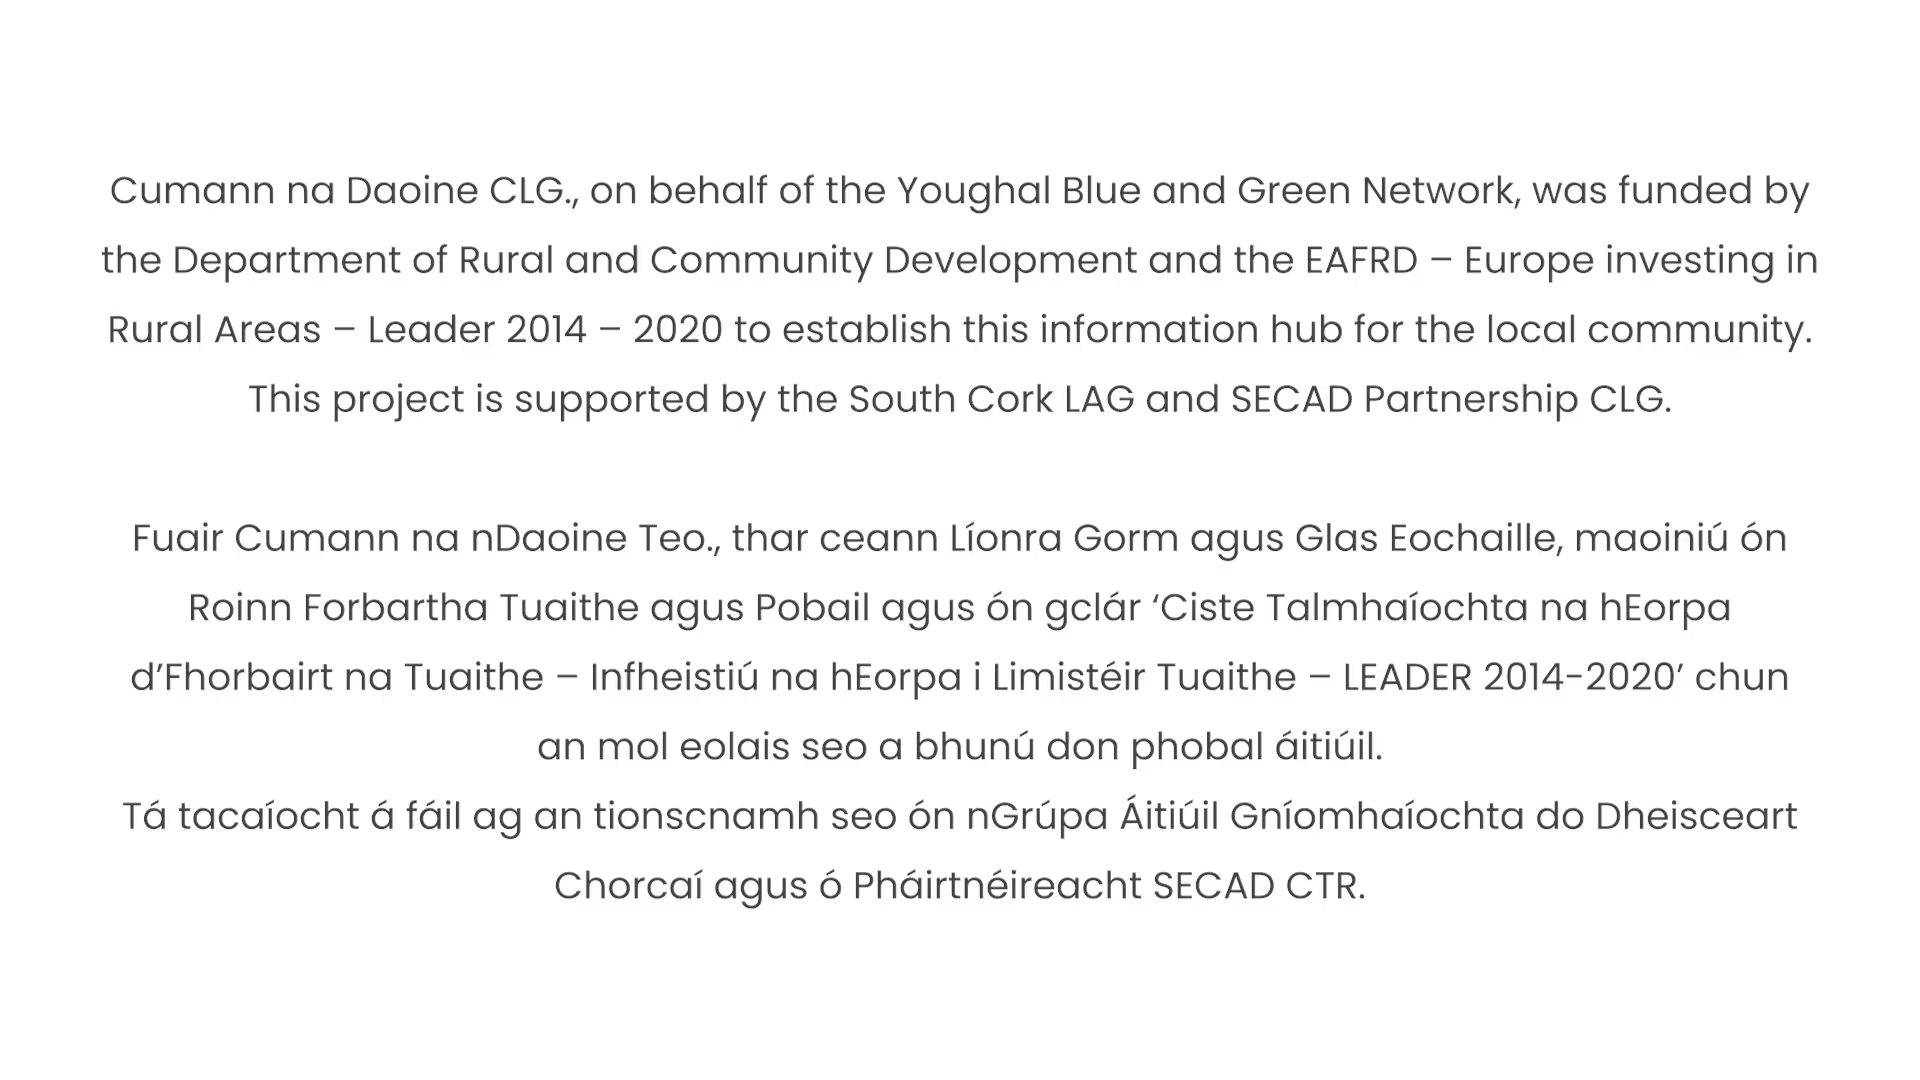 Cumann na Daoine CLG., on behalf of the Youghal Blue and Green Network, was funded by
the Department of Rural and Community Development and the EAFRD – Europe investing in
Rural Areas – Leader 2014 – 2020 to establish this information hub for the local community.
This project is supported by the South Cork LAG and SECAD Partnership CLG.
Fuair Cumann na nDaoine Teo., thar ceann Líonra Gorm agus Glas Eochaille, maoiniú ón
Roinn Forbartha Tuaithe agus Pobail agus ón gclár ‘Ciste Talmhaíochta na hEorpa
d’Fhorbairt na Tuaithe – Infheistiú na hEorpa i Limistéir Tuaithe – LEADER 2014-2020’ chun
an mol eolais seo a bhunú don phobal áitiúil.
Tá tacaíocht á fáil ag an tionscnamh seo ón nGrúpa Áitiúil Gníomhaíochta do Dheisceart
Chorcaí agus ó Pháirtnéireacht SECAD CTR.